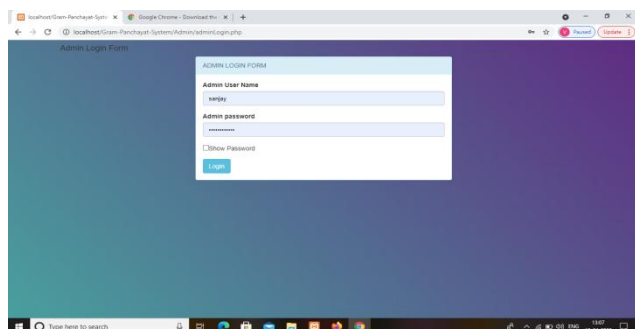 localhost/Gram-Panchayat-Syste
Google Chrome - Download the
localhost/Gram-Panchayat-System/Admin/adminLogin.php
Paused
Update
Admin Login Form
ADMIN LOGIN FORM
Admin User Name
sanjay
Admin password
Show Password
Login
Type here to search
ENG
13:07